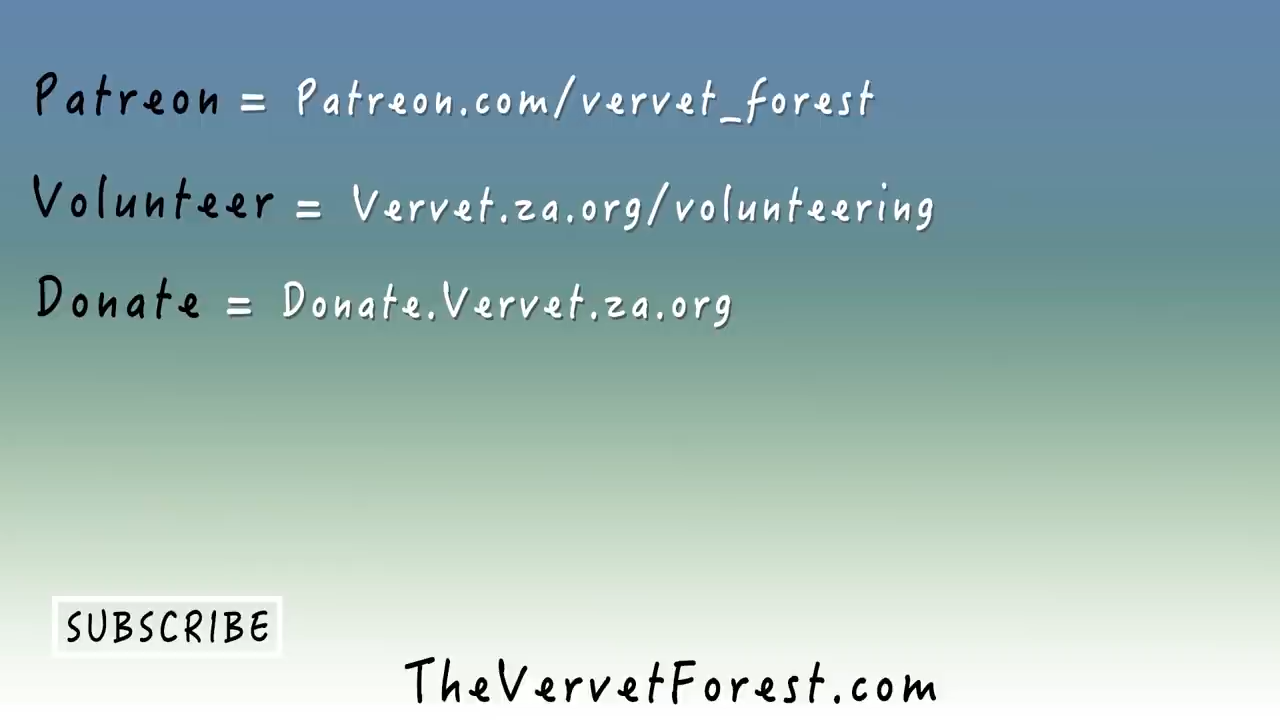 Patreon = Patreon.com/vervet_forest
Volunteer = Vervet.za.org/volunteering
Donate = Donate.Vervet.za.org
SUBSCRIBE
TheVervetForest.com